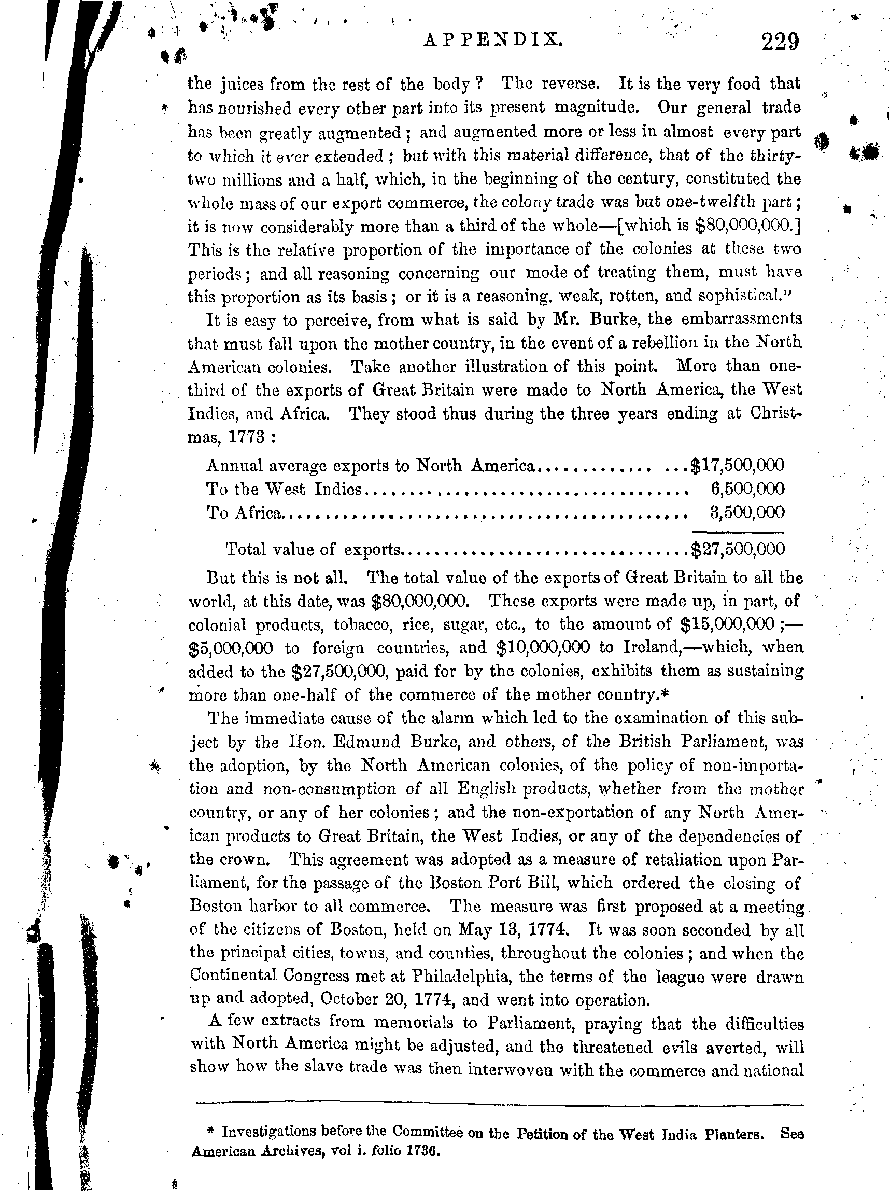 APPENDIX. 229
the juices from the rest of the body? The reverse. It is the very food that
has nourished every other part into its present magnitude. Our general trade
has been greatly augmented; and augmented more or less in almost every part
to which it ever extended; but with this material difference, that of the thirty-
two millions and a half, which, in the beginning of the century, constituted the
whole mass of our export commerce, the colony trade was but one-twelfth part;
it is now considerably more than a third of the whole—[which is $80,000,000.]
This is the relative proportion of the importance of the colonies at these two
periods; and all reasoning concerning our mode of treating them, must have
this proportion as its basis; or it is a reasoning, weak, rotten, and sophistical."
It is easy to perceive, from what is said by Mr. Burke, the embarrassments
that must fall upon the mother country, in the event of a rebellion in the North
American colonies. Take another illustration of this point. More than one-
third of the exports of Great Britain were made to North America, the West
Indies, and Africa. They stood thus during the three years ending at Christ-
mas, 1773 :
Annual average exports to North America............. ...$17,500,000
To the West Indies.................................... 6,500,000
To Africa............................................. 3,500,000
Total value of exports................................$27,500,000
But this is not all. The total value of the exports of Great Britain to all the
world, at this date, was $80,000,000. These exports were made up, in part, of
colonial products, tobacco, rice, sugar, etc., to the amount of $15,000,000;—
$5,000,000 to foreign countries, and $10,000,000 to Ireland,—which, when
added to the $27,500,000, paid for by the colonies, exhibits them as sustaining
more than one-half of the commerce of the mother country.*
The immediate cause of the alarm which led to the examination of this sub-
ject by the Hon. Edmund Burke, and others, of the British Parliament, was
the adoption, by the North American colonies, of the policy of non-importa-
tion and non-consumption of all English products, whether from the mother
country, or any of her colonies; and the non-exportation of any North Amer-
ican products to Great Britain, the West Indies, or any of the dependencies of
the crown. This agreement was adopted as a measure of retaliation upon Par-
liament, for the passage of the Boston Port Bill, which ordered the closing of
Boston harbor to all commerce. The measure was first proposed at a meeting
of the citizens of Boston, held on May 13, 1774. It was soon seconded by all
the principal cities, towns, and counties, throughout the colonies; and when the
Continental Congress met at Philadelphia, the terms of the league were drawn
up and adopted, October 20, 1774, and went into operation.
A few extracts from memorials to Parliament, praying that the difficulties
with North America might be adjusted, and the threatened evils averted, will
show how the slave trade was then interwoven with the commerce and national
* Investigations before the Committee on the Petition of the West India Planters. See
American Archives, vol i. folio 1736.